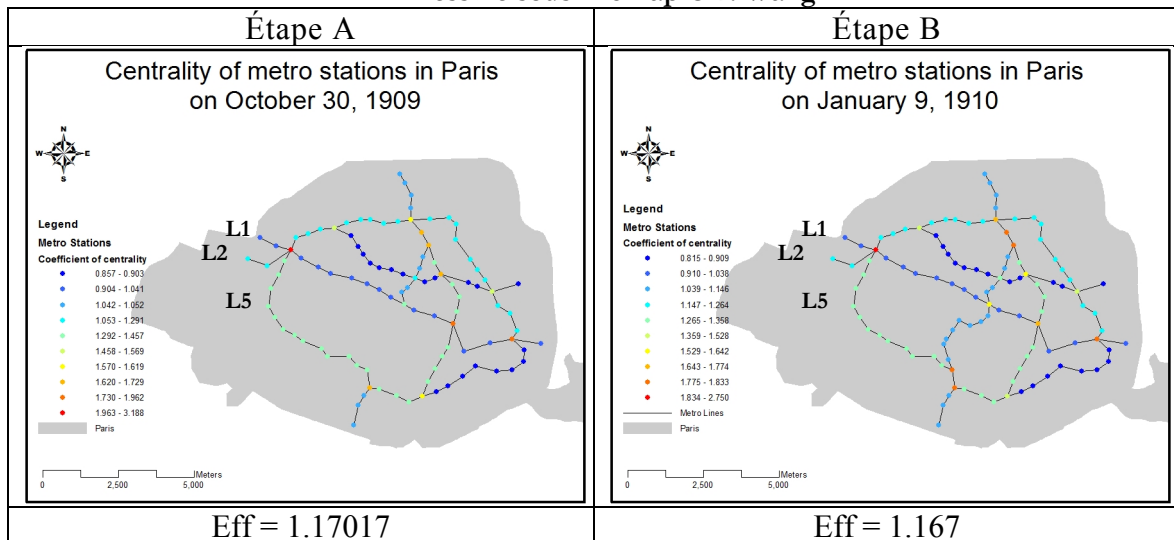 Étape A
Étape B
Centrality of metro stations in Paris
on October 30, 1909
N
W
E
S
L1
L2
L5
Legend
Metro Stations
Coefficient of centrality
0.857 - 0.903
0.904 - 1.041
1.042 - 1.052
1.053 - 1.291
1.292 - 1.457
1.458 - 1.569
1.570 - 1.619
1.620 - 1.729
1.730 - 1.962
1.963 - 3.188
Paris
Meters
0 2,500 5,000
Centrality of metro stations in Paris
on January 9, 1910
N
W
E
S
L1
L2
L5
Legend
Metro Stations
Coefficient of centrality
0.815 - 0.909
0.910 - 1.038
1.039 - 1.146
1.147 - 1.264
1.265 - 1.358
1.359 - 1.528
1.529 - 1.642
1.643 - 1.774
1.775 - 1.833
1.834 - 2.750
Metro Lines
Paris
Meters
0 2,500 5,000
Eff = 1.17017
Eff = 1.167